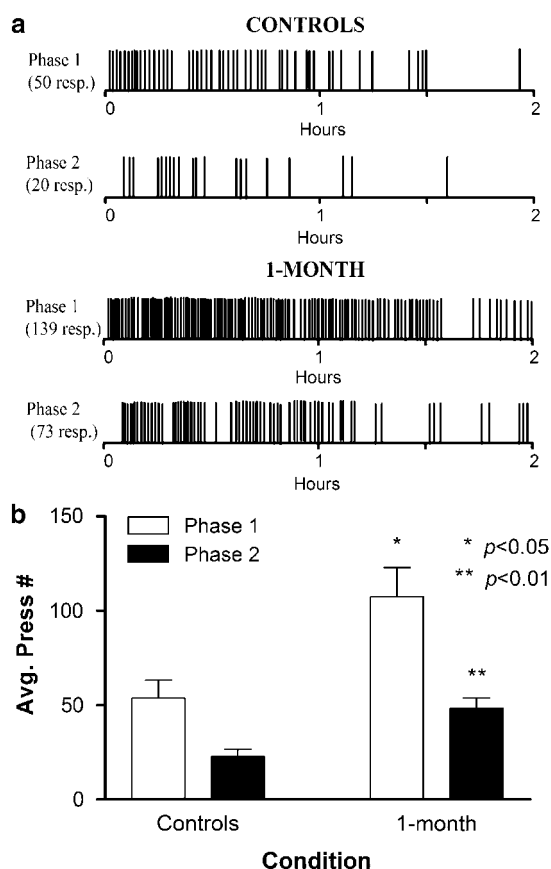 a
CONTROLS
Phase 1
(50 resp.)
0 1 2
Hours
Phase 2
(20 resp.)
0 1 2
Hours
1-MONTH
Phase 1
(139 resp.)
0 1 2
Hours
Phase 2
(73 resp.)
0 1 2
Hours
b
150
100
50
0
Avg. Press #
Phase 1
Phase 2
* * p<0.05
** p<0.01
**
Controls 1-month
Condition